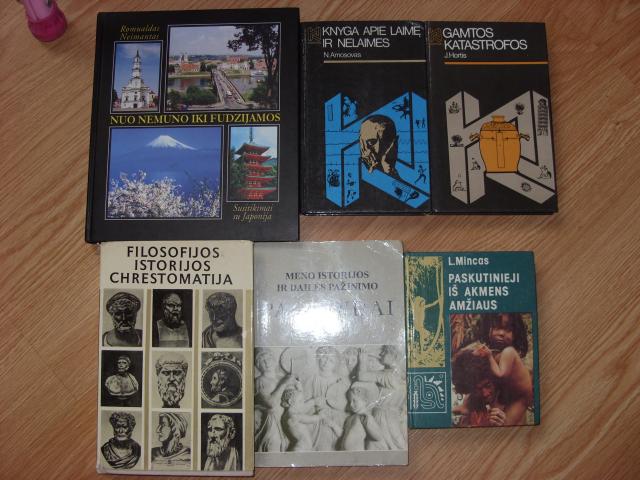 Romualdas
Neimantas
NUO NEMUNO IKI FUDZIJAMOS
Susitikimai
su Japonija
KNYGA APIE LAIMĘ
IR NELAIMES
N. Amosovas
GAMTOS
KATASTROFOS
J. Hortis
FILOSOFIJOS
ISTORIJOS
CHRESTOMATIJA
MENO ISTORIJOS
IR DAILĖS PAŽINIMO
L. Mincas
PASKUTINIEJI
IŠ AKMENS
AMŽIAUS